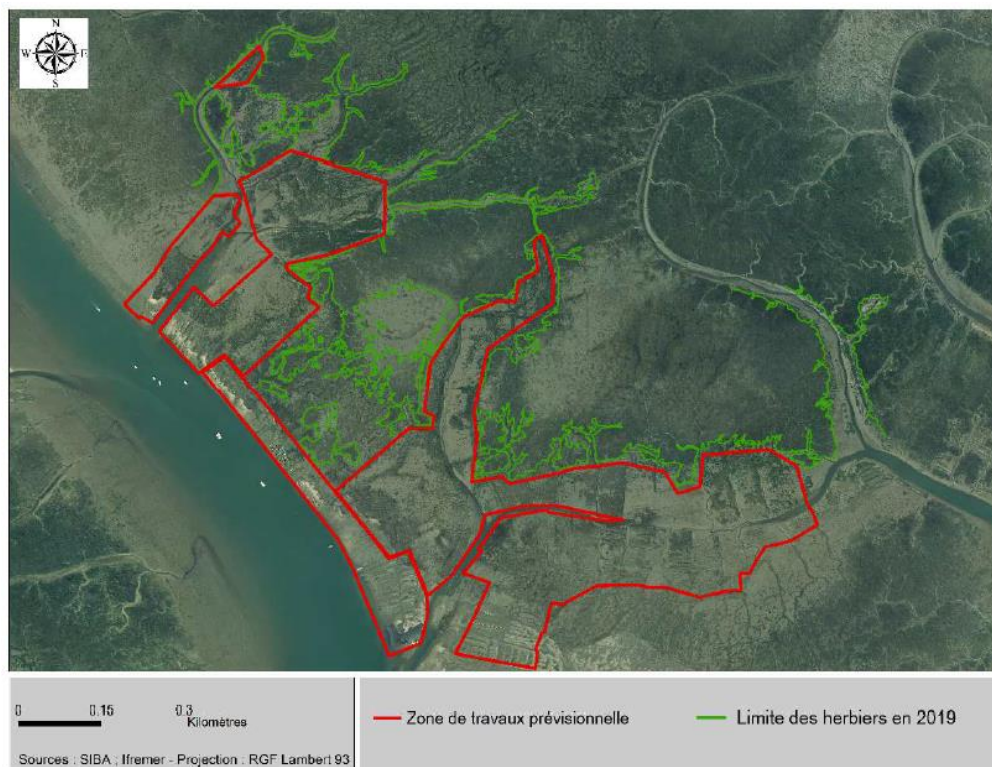 N
W E
S
0 0.15 0.3
Kilomètres
Sources : SIBA ; Ifremer - Projection : RGF Lambert 93
Zone de travaux prévisionnelle
Limite des herbiers en 2019